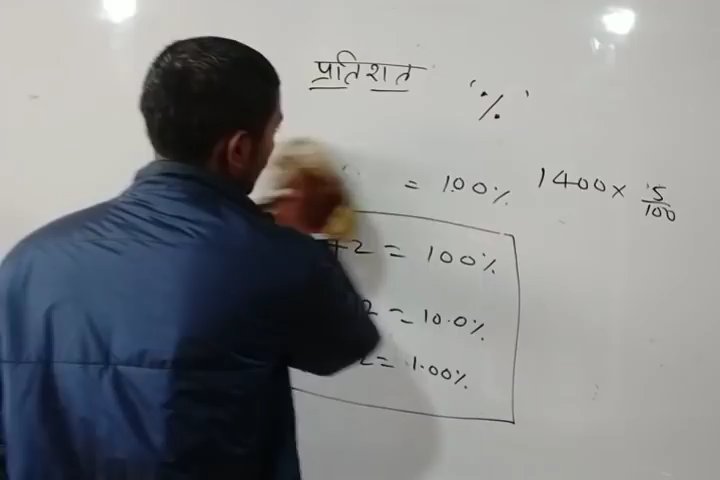 प्रतिशत '%'
= 100% 1400 × 5/100
+2 = 100%
2 = 10.0%
2 = 1.00%